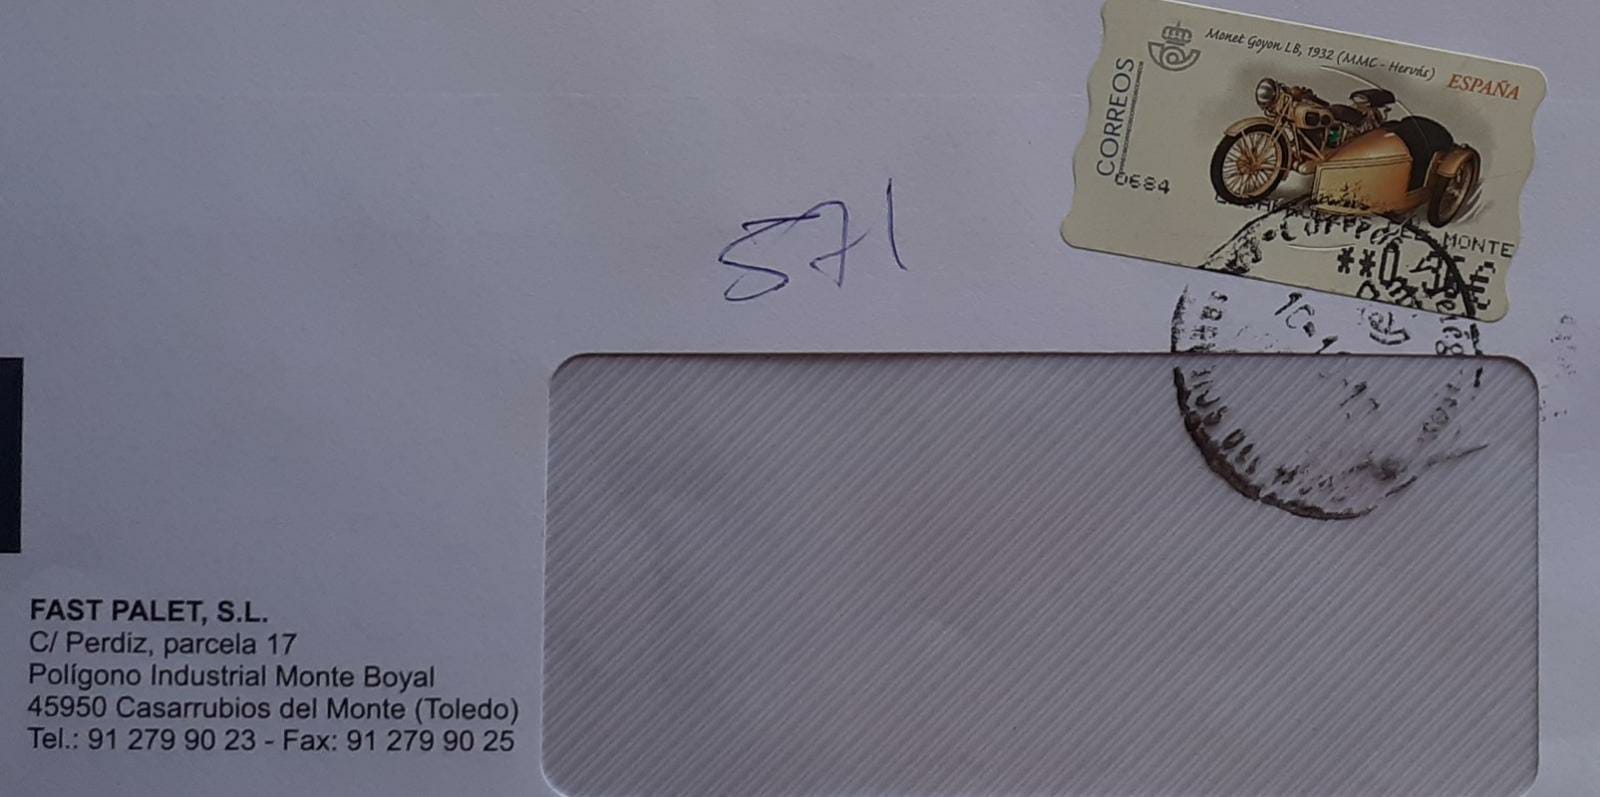 Monet Goyon LB, 1932 (MMC - Hervás)
ESPAÑA
CORREOS
0684
MONTE
571
FAST PALET, S.L.
C/ Perdiz, parcela 17
Polígono Industrial Monte Boyal
45950 Casarrubios del Monte (Toledo)
Tel.: 91 279 90 23 - Fax: 91 279 90 25